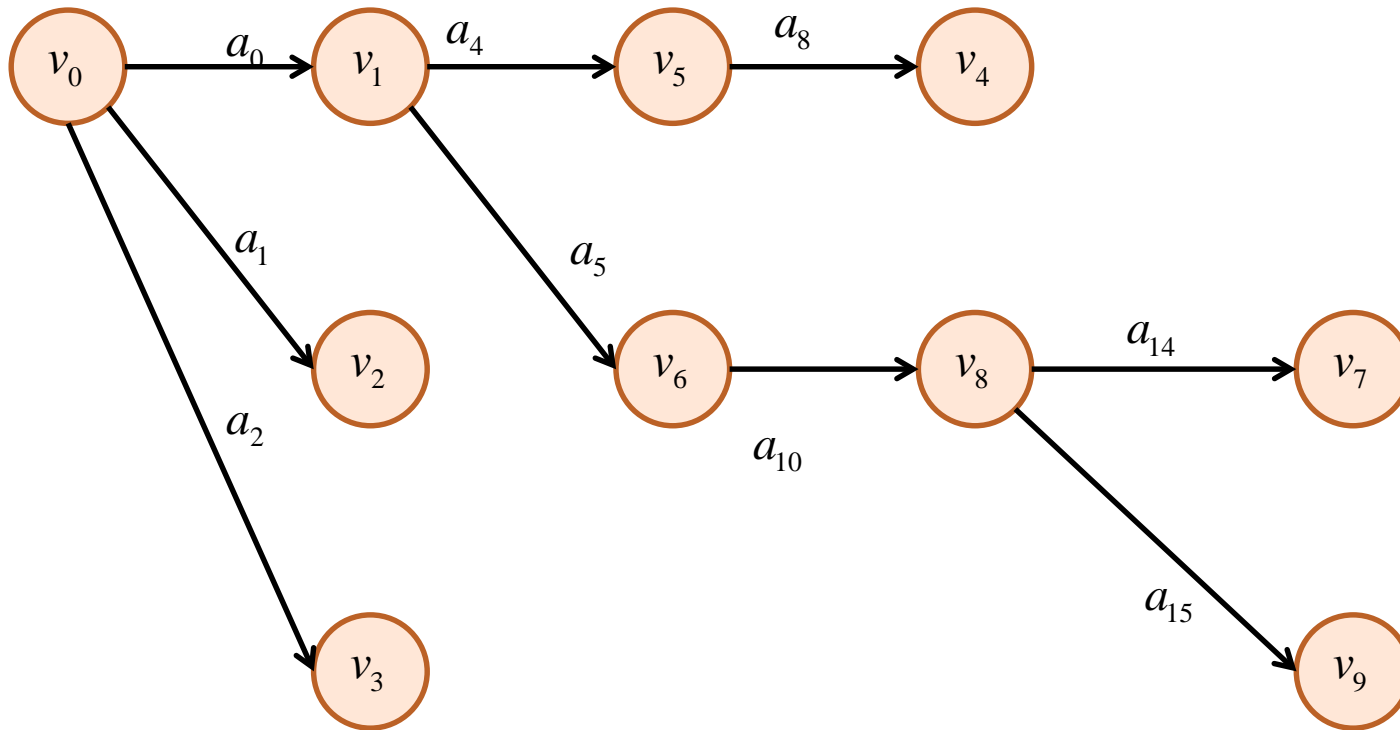 v₀ a₀ v₁ a₄ v₅ a₈ v₄
a₁ a₅
v₂ v₆ v₈ a₁₄ v₇
a₂ a₁₀
v₃ a₁₅ v₉